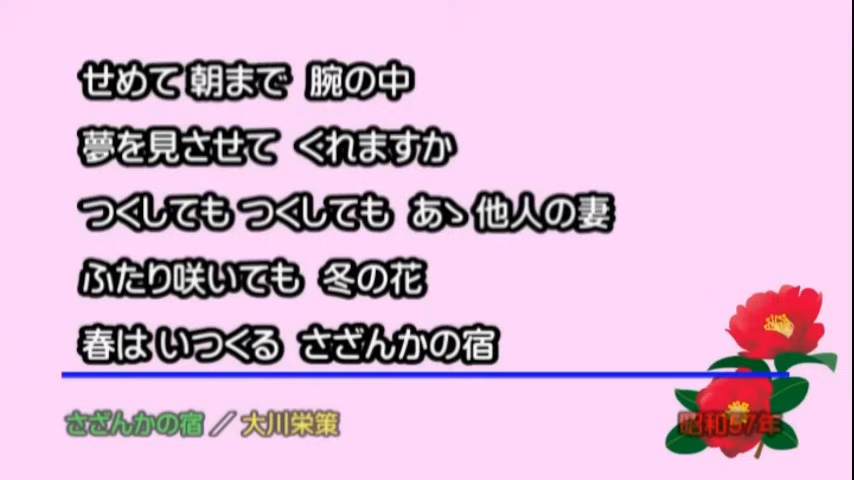 せめて 朝まで 腕の中
夢を見させて くれますか
つくしても つくしても あゝ 他人の妻
ふたり咲いても 冬の花
春は いつくる さざんかの宿
さざんかの宿 ／ 大川栄策
昭和57年